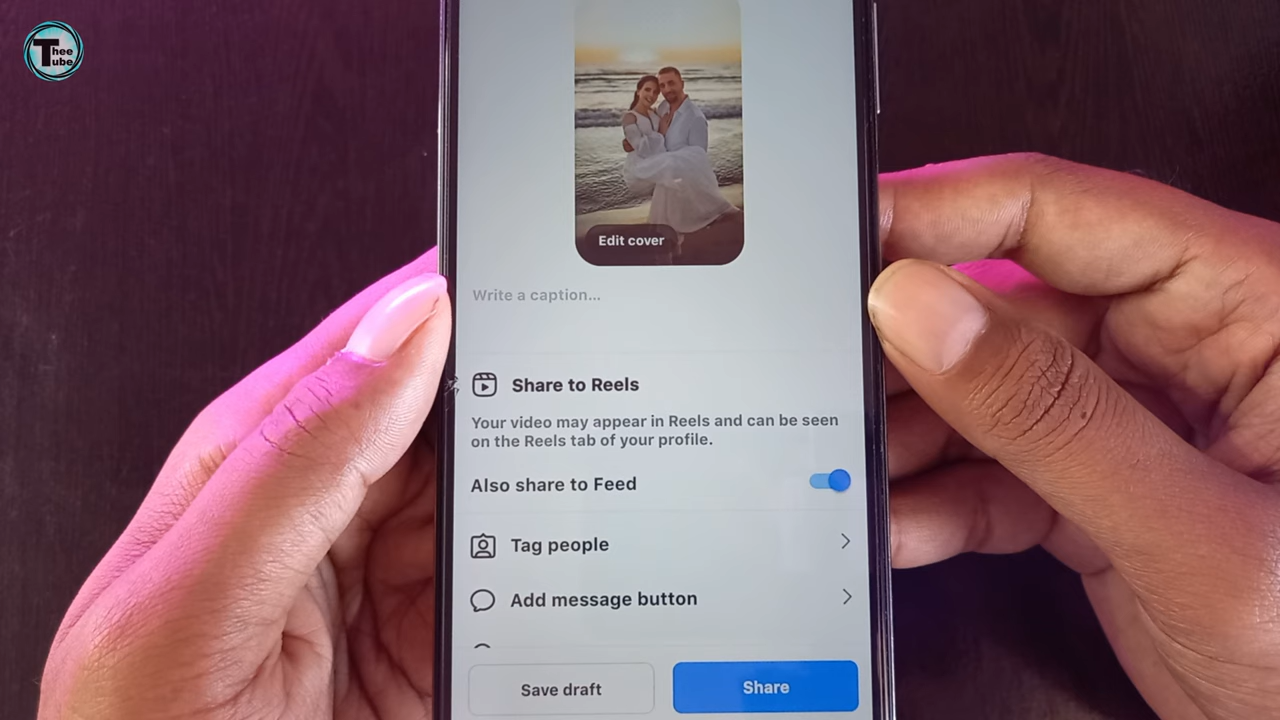 Thee
Tube
Edit cover
Write a caption...
Share to Reels
Your video may appear in Reels and can be seen
on the Reels tab of your profile.
Also share to Feed
Tag people
Add message button
Save draft
Share